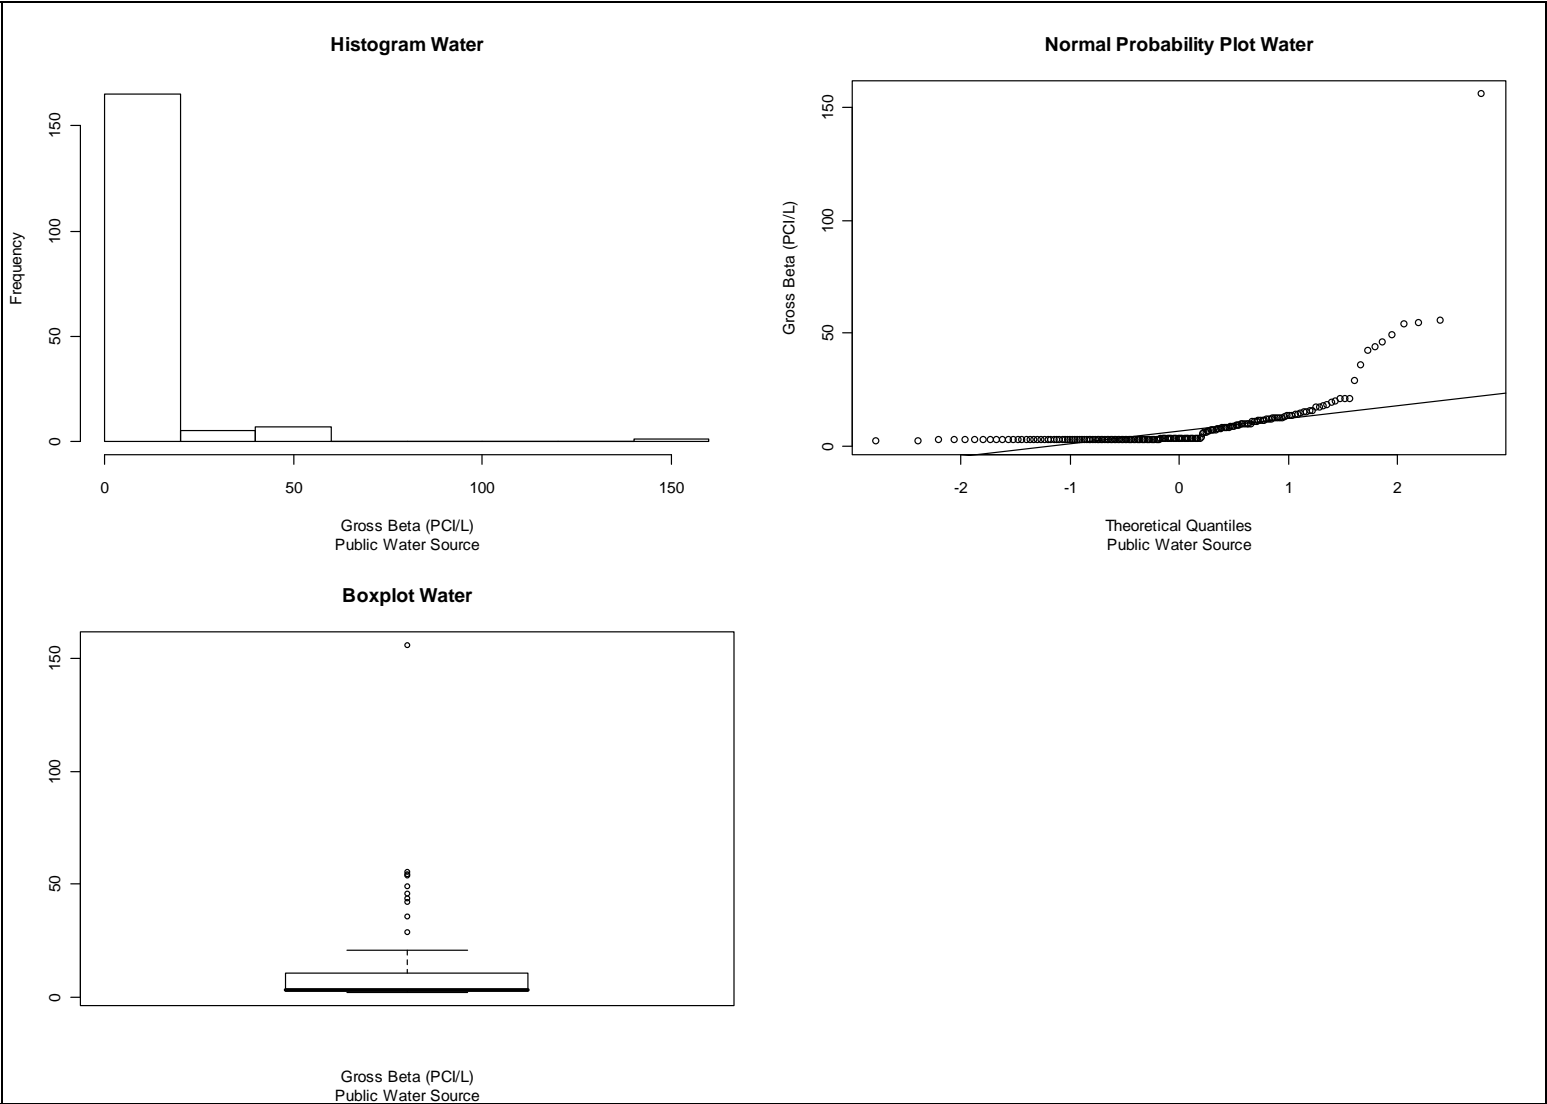 Histogram Water
Frequency
150
100
50
0
0 50 100 150
Gross Beta (PCI/L)
Public Water Source
Normal Probability Plot Water
Gross Beta (PCI/L)
150
100
50
0
-2 -1 0 1 2
Theoretical Quantiles
Public Water Source
Boxplot Water
150
100
50
0
Gross Beta (PCI/L)
Public Water Source